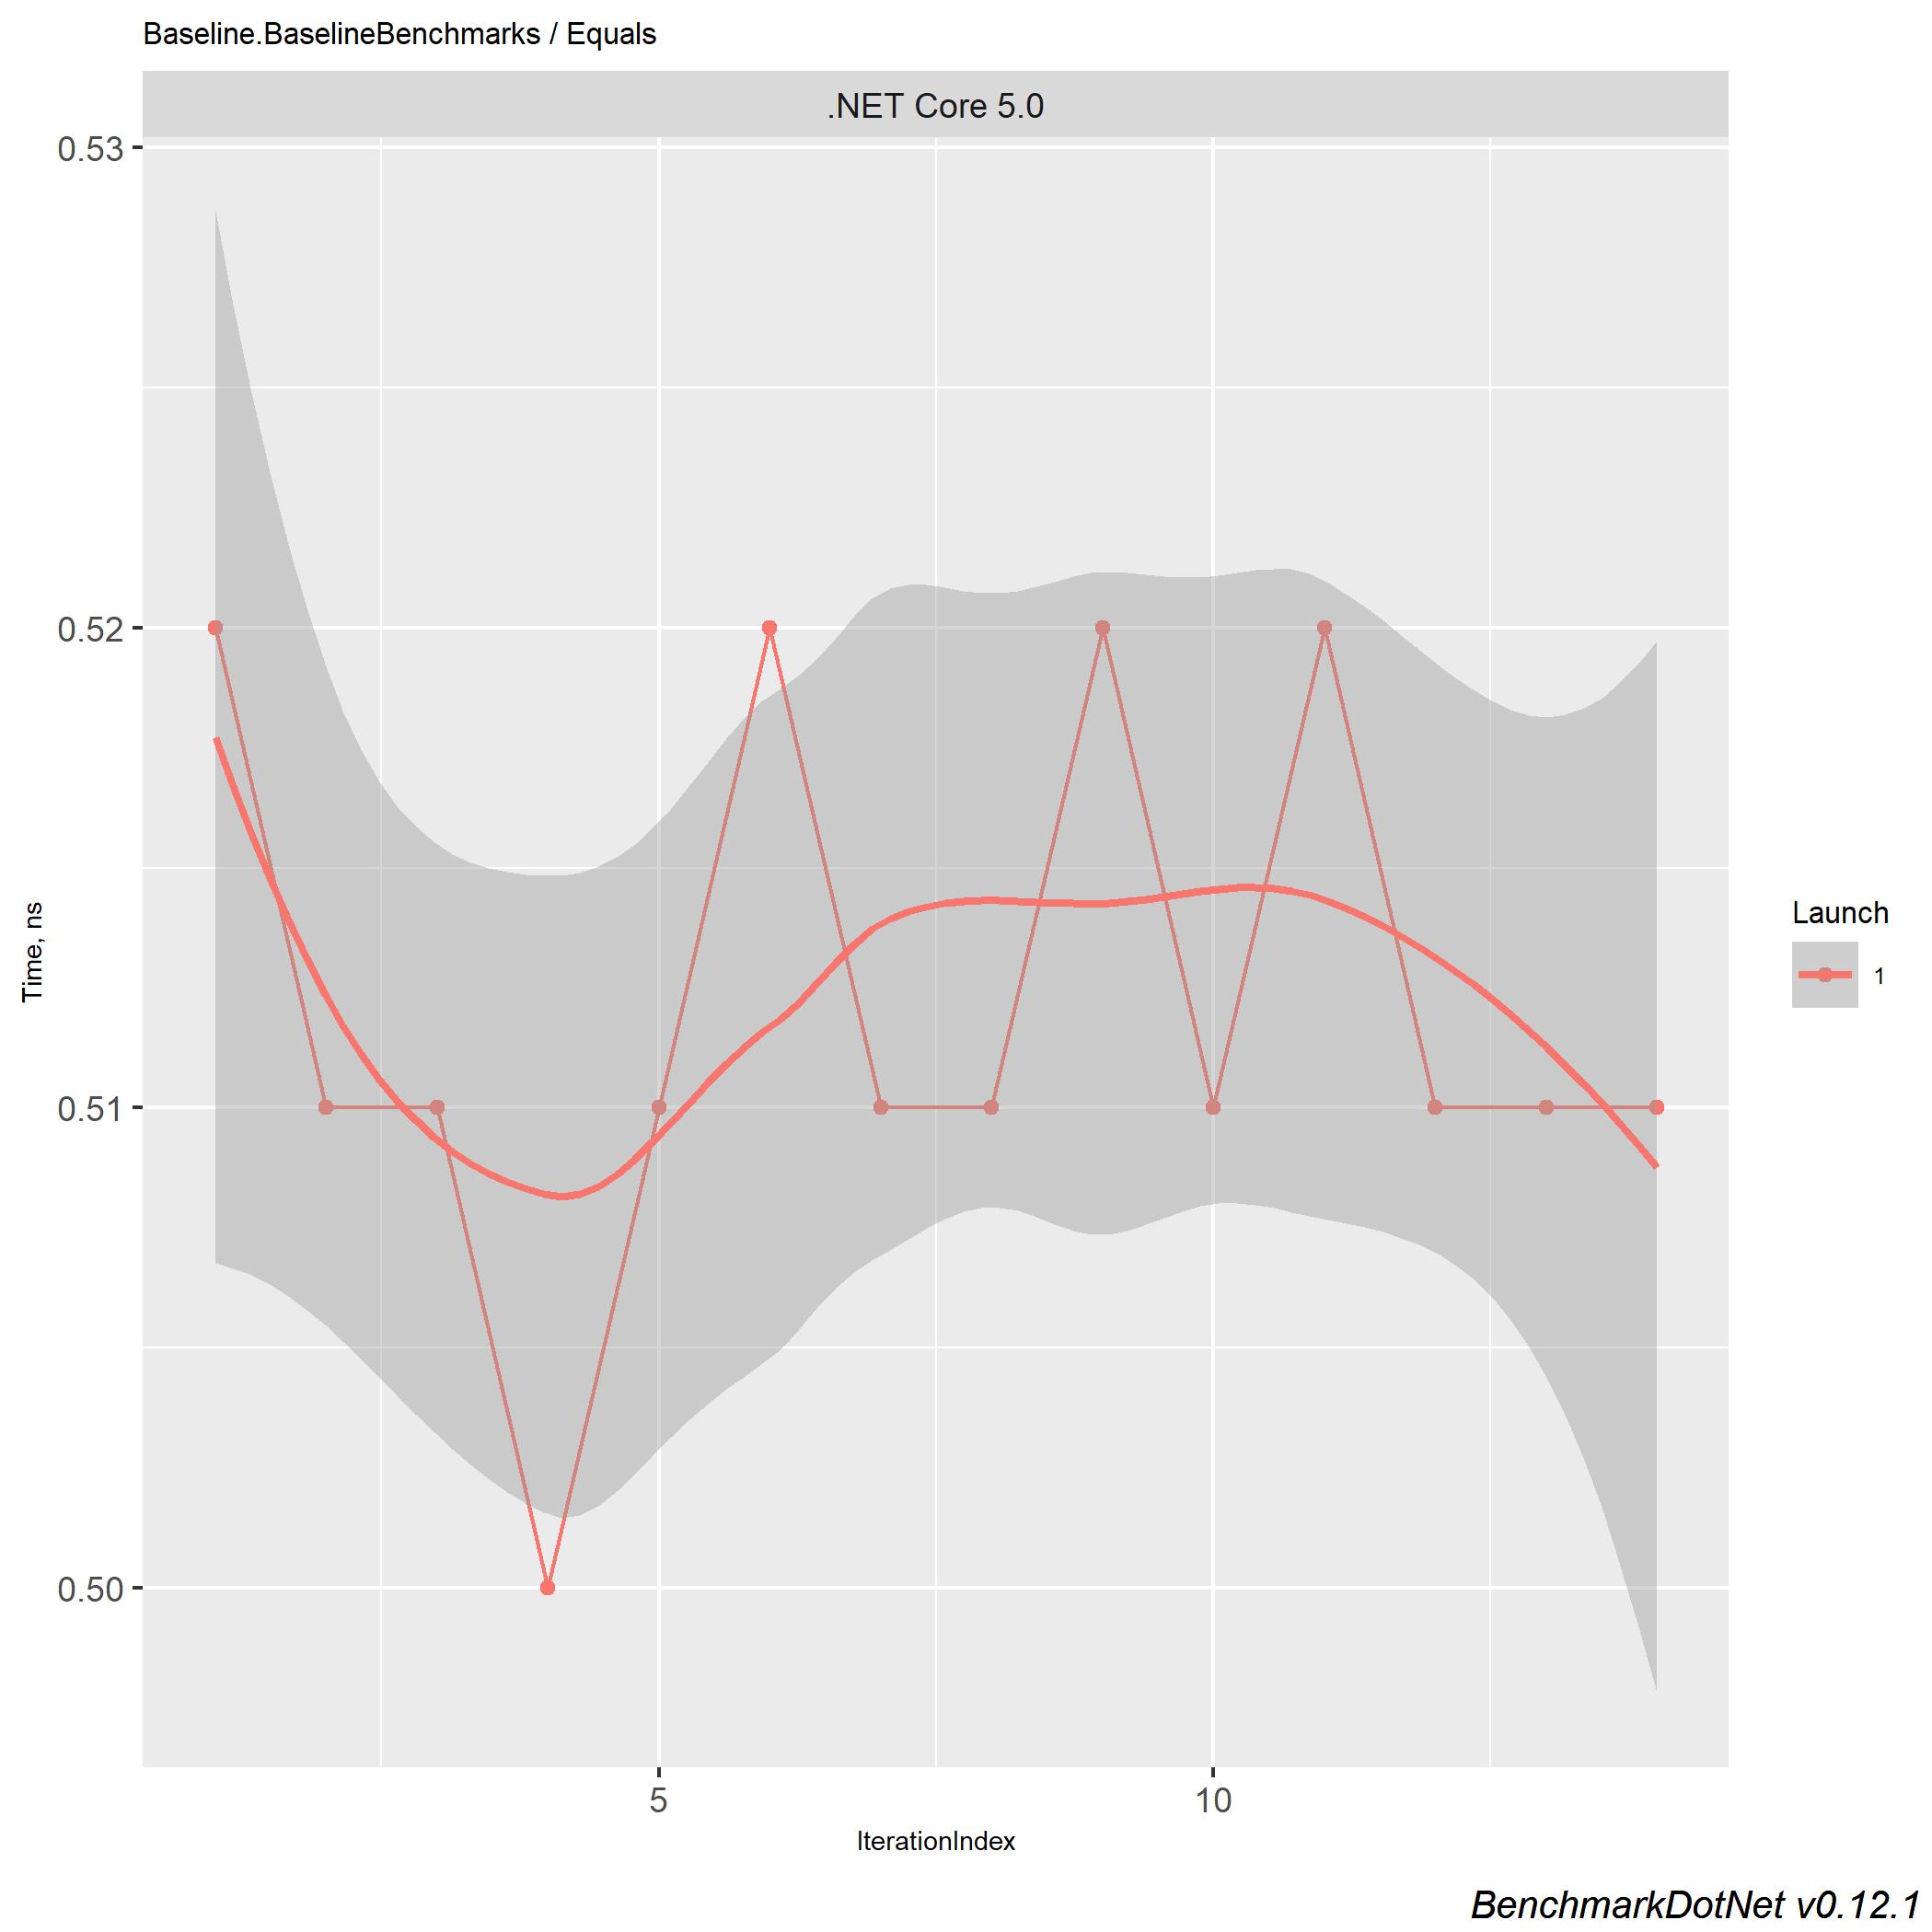 Baseline.BaselineBenchmarks / Equals
.NET Core 5.0
0.53
0.52
0.51
0.50
Time, ns
5
10
IterationIndex
Launch
1
BenchmarkDotNet v0.12.1